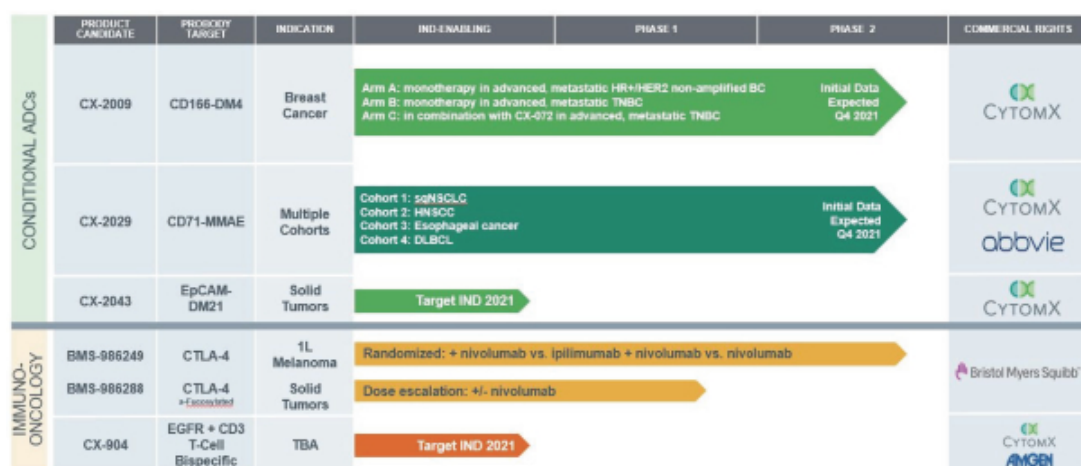 PRODUCT CANDIDATE
PROBODY TARGET
INDICATION
IND-ENABLING
PHASE 1
PHASE 2
COMMERCIAL RIGHTS
CONDITIONAL ADCs
CX-2009
CD166-DM4
Breast
Cancer
Arm A: monotherapy in advanced, metastatic HR+/HER2 non-amplified BC
Arm B: monotherapy in advanced, metastatic TNBC
Arm C: in combination with CX-072 in advanced, metastatic TNBC
Initial Data
Expected
Q4 2021
CYTOMX
CX-2029
CD71-MMAE
Multiple
Cohorts
Cohort 1: sqNSCLC
Cohort 2: HNSCC
Cohort 3: Esophageal cancer
Cohort 4: DLBCL
Initial Data
Expected
Q4 2021
CYTOMX
abbvie
CX-2043
EpCAM-
DM21
Solid
Tumors
Target IND 2021
CYTOMX
IMMUNO-
ONCOLOGY
BMS-986249
CTLA-4
1L
Melanoma
Randomized: + nivolumab vs. ipilimumab + nivolumab vs. nivolumab
Bristol Myers Squibb™
BMS-986288
CTLA-4
a-Fucosylated
Solid
Tumors
Dose escalation: +/- nivolumab
CX-904
EGFR + CD3
T-Cell
Bispecific
TBA
Target IND 2021
CYTOMX
AMGEN